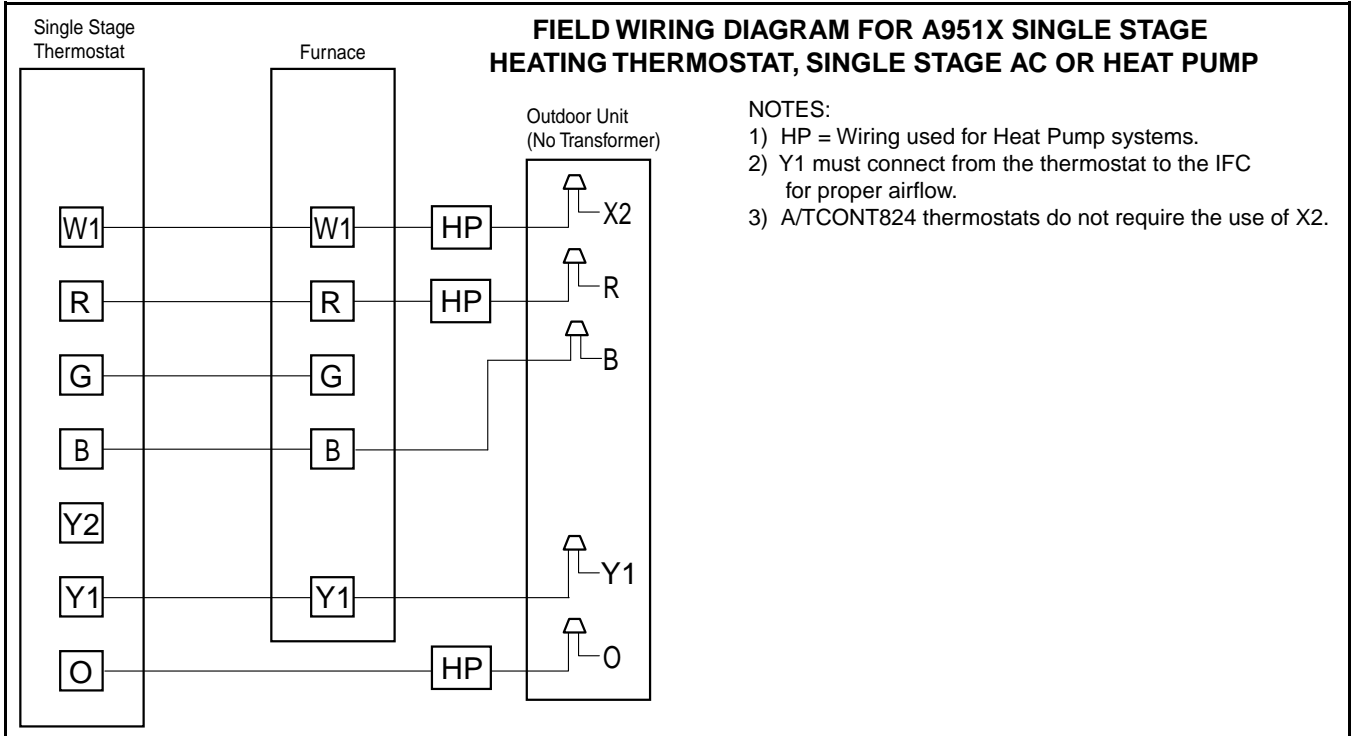 Single Stage
Thermostat
Furnace
FIELD WIRING DIAGRAM FOR A951X SINGLE STAGE
HEATING THERMOSTAT, SINGLE STAGE AC OR HEAT PUMP
Outdoor Unit
(No Transformer)
NOTES:
1) HP = Wiring used for Heat Pump systems.
2) Y1 must connect from the thermostat to the IFC
for proper airflow.
3) A/TCONT824 thermostats do not require the use of X2.
W1 W1 HP X2
R R HP R
G G
B B B
Y2
Y1 Y1 Y1
O HP O